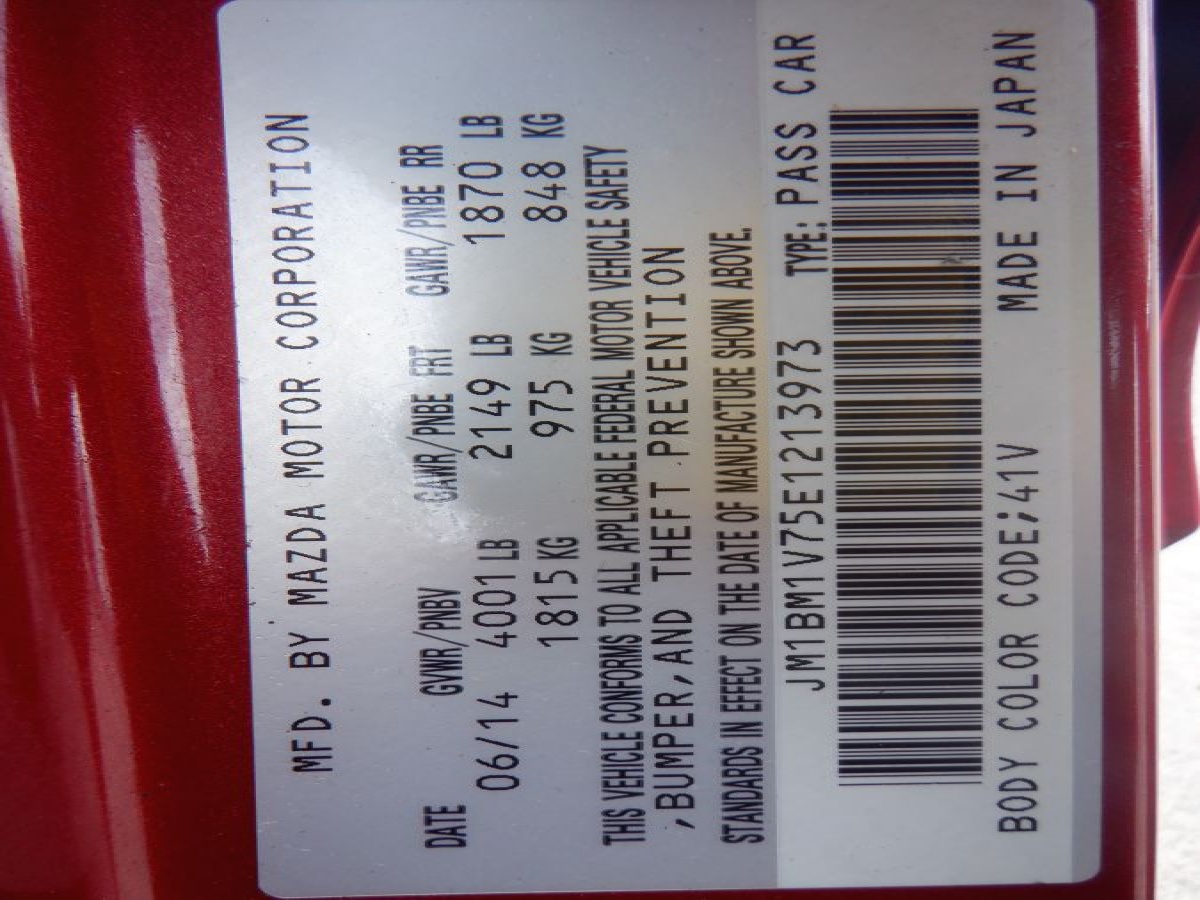 MFD. BY MAZDA MOTOR CORPORATION
DATE GVWR/PNBV GAWR/PNBE FRT GAWR/PNBE RR
06/14 4001 LB 2149 LB 1870 LB
1815 KG 975 KG 848 KG
THIS VEHICLE CONFORMS TO ALL APPLICABLE FEDERAL MOTOR VEHICLE SAFETY
,BUMPER,AND THEFT PREVENTION
STANDARDS IN EFFECT ON THE DATE OF MANUFACTURE SHOWN ABOVE.
JM1BM1V75E1213973 TYPE: PASS CAR
BODY COLOR CODE;41V MADE IN JAPAN